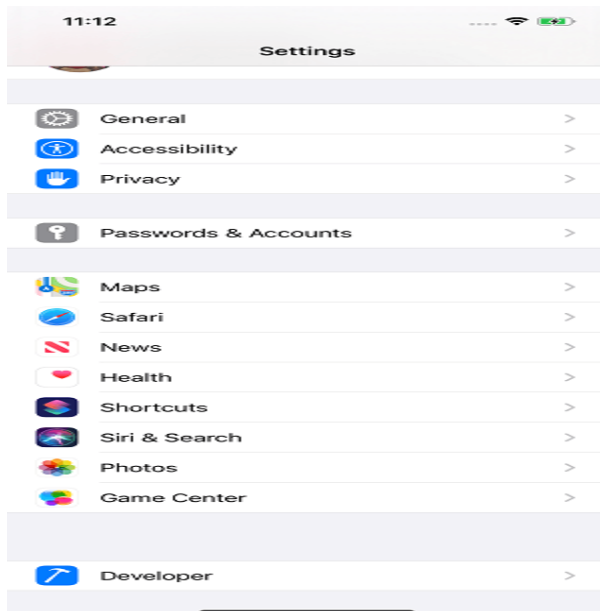 11:12
Settings
General
Accessibility
Privacy
Passwords & Accounts
Maps
Safari
News
Health
Shortcuts
Siri & Search
Photos
Game Center
Developer